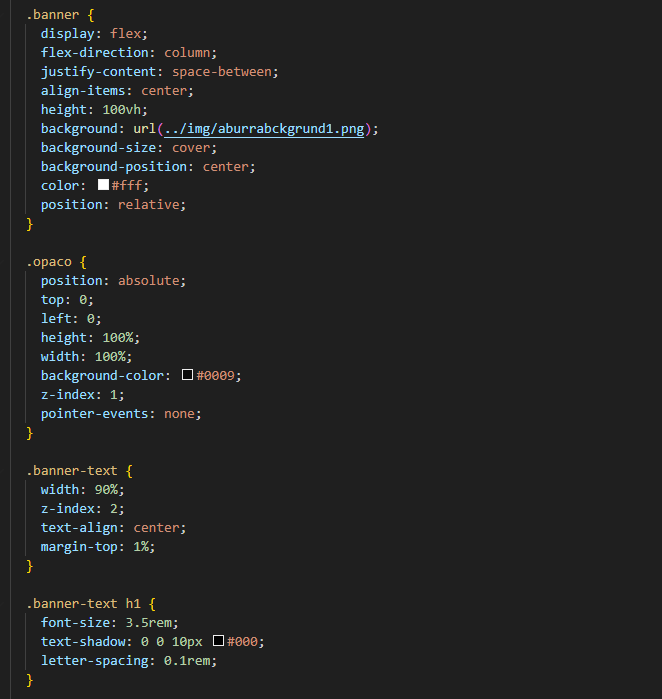 .banner {
display: flex;
flex-direction: column;
justify-content: space-between;
align-items: center;
height: 100vh;
background: url(../img/aburrabckgrund1.png);
background-size: cover;
background-position: center;
color: #fff;
position: relative;
}
.opaco {
position: absolute;
top: 0;
left: 0;
height: 100%;
width: 100%;
background-color: #0009;
z-index: 1;
pointer-events: none;
}
.banner-text {
width: 90%;
z-index: 2;
text-align: center;
margin-top: 1%;
}
.banner-text h1 {
font-size: 3.5rem;
text-shadow: 0 0 10px #000;
letter-spacing: 0.1rem;
}